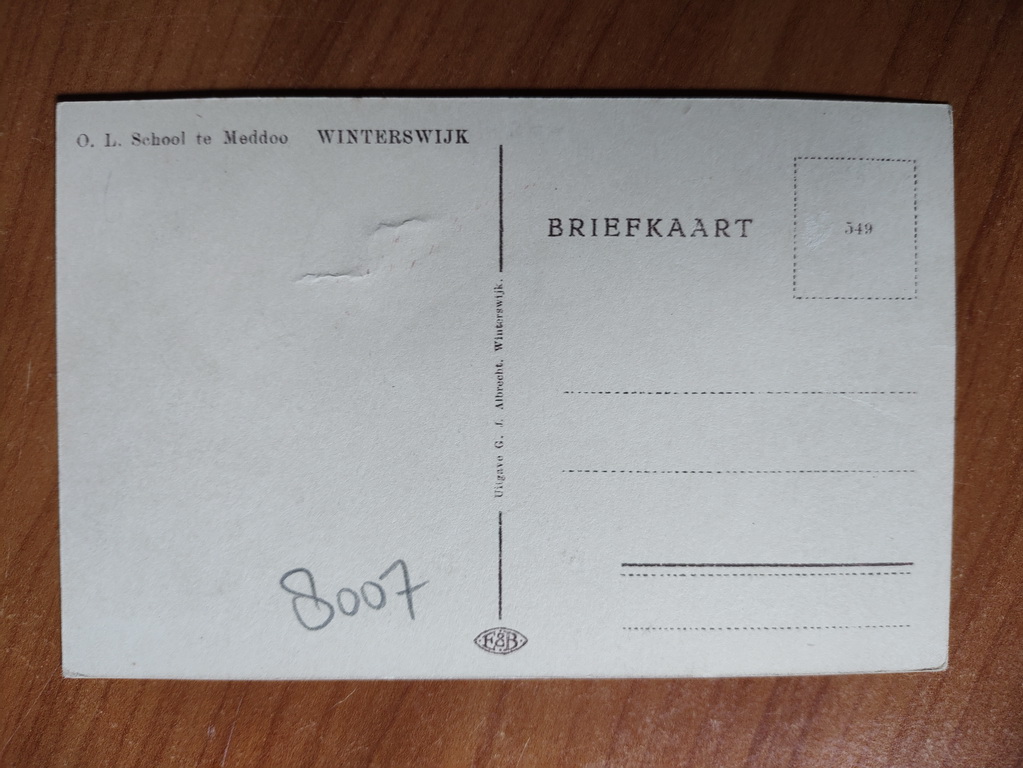 O. L. School te Meddoo WINTERSWIJK
BRIEFKAART
549
Uitgave G. J. Albrecht, Winterswijk.
8007
E&B